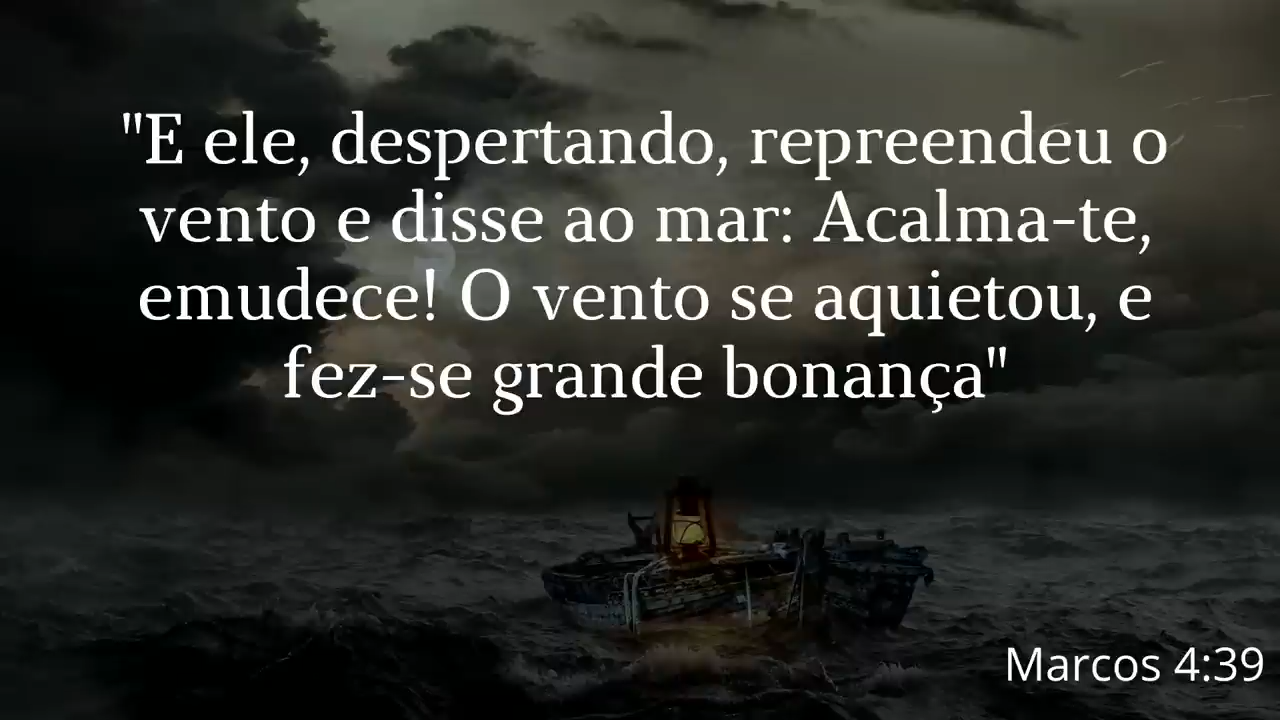 "E ele, despertando, repreendeu o
vento e disse ao mar: Acalma-te,
emudece! O vento se aquietou, e
fez-se grande bonança"
Marcos 4:39